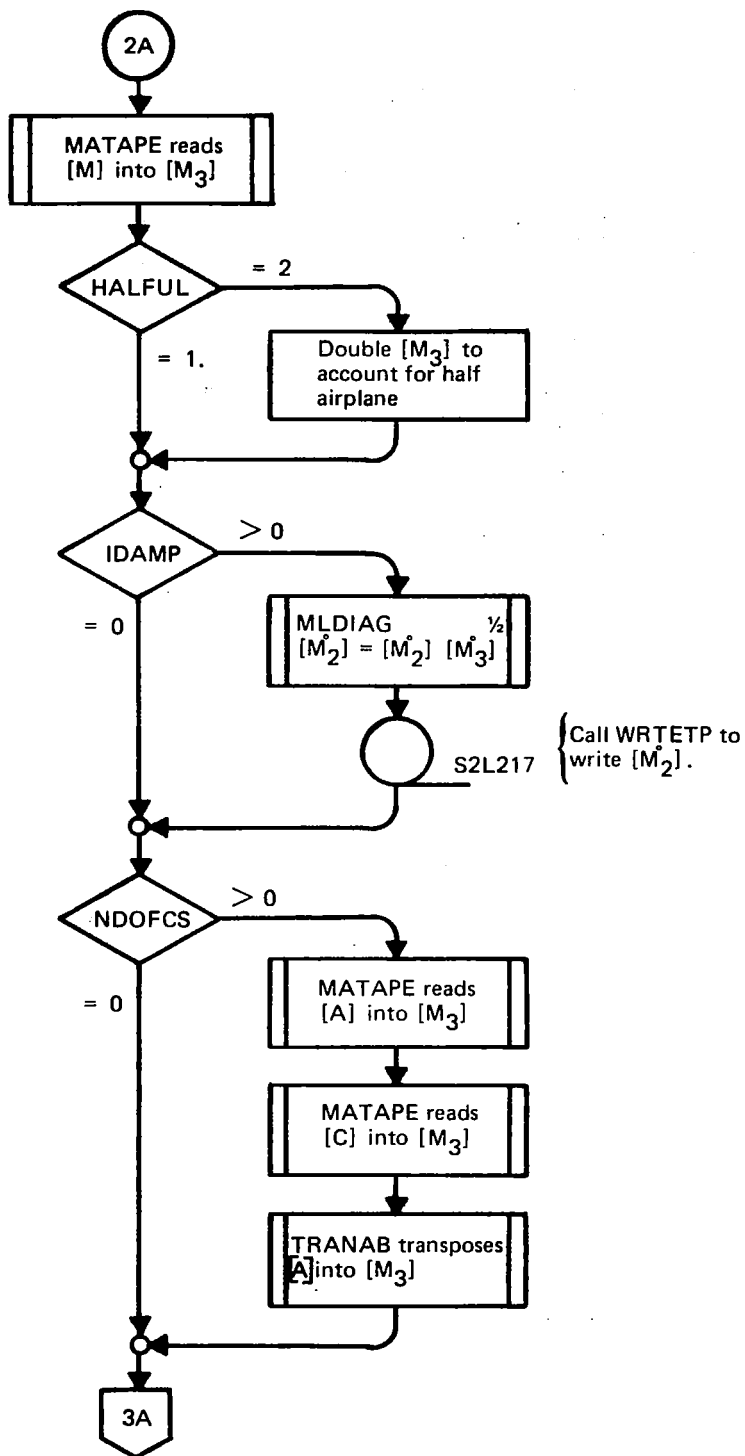 2A
MATAPE reads
[M] into [M3]
HALFUL
= 2
= 1.
Double [M3] to
account for half
airplane
IDAMP
> 0
= 0
MLDIAG ½
[M°2] = [M°2] [M°3]
S2L217
Call WRTETP to
write [M°2].
NDOFCS
> 0
= 0
MATAPE reads
[A] into [M3]
MATAPE reads
[C] into [M3]
TRANAB transposes
[A] into [M3]
3A